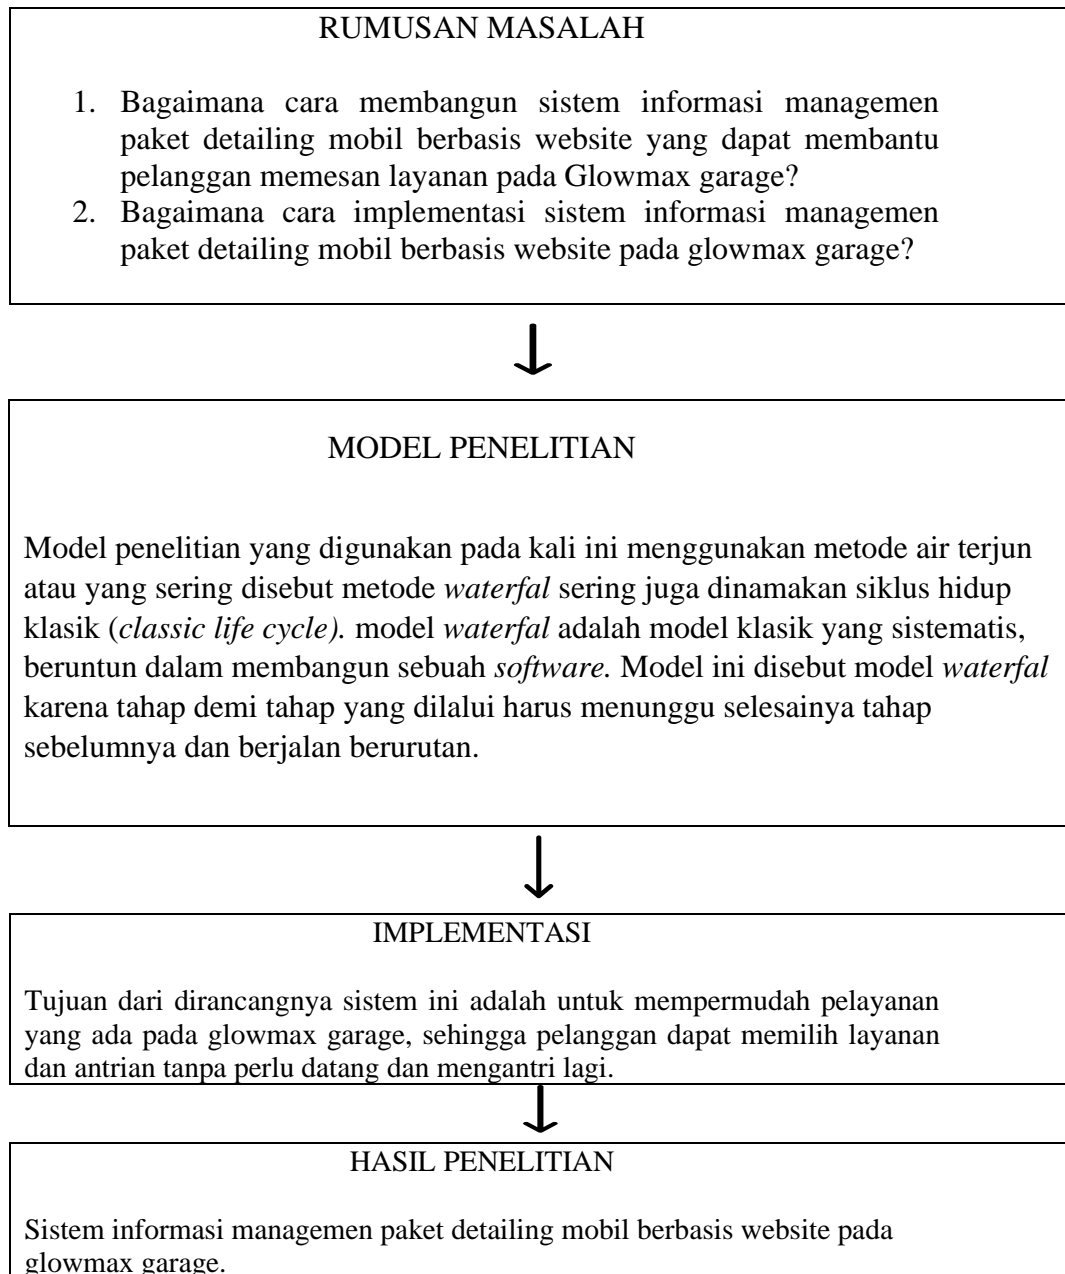 RUMUSAN MASALAH
1. Bagaimana cara membangun sistem informasi managemen
paket detailing mobil berbasis website yang dapat membantu
pelanggan memesan layanan pada Glowmax garage?
2. Bagaimana cara implementasi sistem informasi managemen
paket detailing mobil berbasis website pada glowmax garage?
MODEL PENELITIAN
Model penelitian yang digunakan pada kali ini menggunakan metode air terjun
atau yang sering disebut metode waterfal sering juga dinamakan siklus hidup
klasik (classic life cycle). model waterfal adalah model klasik yang sistematis,
beruntun dalam membangun sebuah software. Model ini disebut model waterfal
karena tahap demi tahap yang dilalui harus menunggu selesainya tahap
sebelumnya dan berjalan berurutan.
IMPLEMENTASI
Tujuan dari dirancangnya sistem ini adalah untuk mempermudah pelayanan
yang ada pada glowmax garage, sehingga pelanggan dapat memilih layanan
dan antrian tanpa perlu datang dan mengantri lagi.
HASIL PENELITIAN
Sistem informasi managemen paket detailing mobil berbasis website pada
glowmax garage.